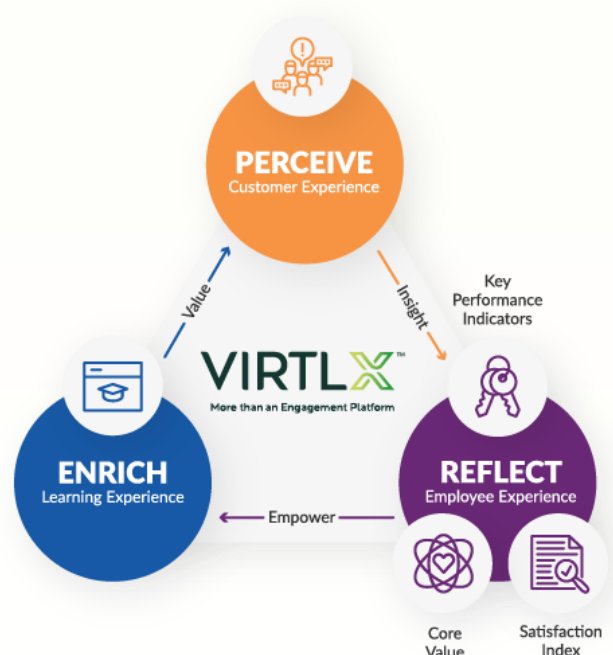 PERCEIVE
Customer Experience
Value
Insight
Key
Performance
Indicators
VIRTLX™
More than an Engagement Platform
ENRICH
Learning Experience
REFLECT
Employee Experience
Empower
Core
Value
Satisfaction
Index